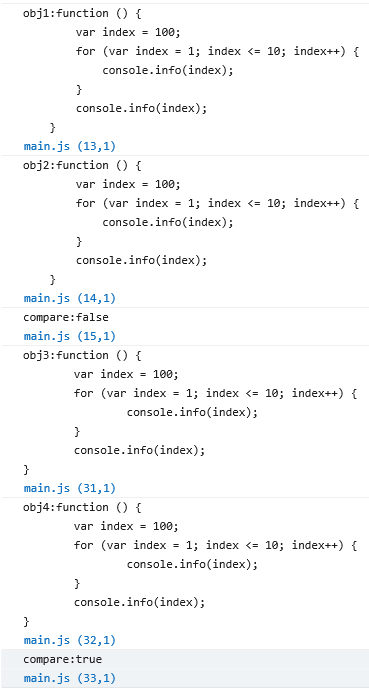 obj1:function () {
        var index = 100;
        for (var index = 1; index <= 10; index++) {
            console.info(index);
        }
        console.info(index);
    }
main.js (13,1)
obj2:function () {
        var index = 100;
        for (var index = 1; index <= 10; index++) {
            console.info(index);
        }
        console.info(index);
    }
main.js (14,1)
compare:false
main.js (15,1)
obj3:function () {
        var index = 100;
        for (var index = 1; index <= 10; index++) {
                console.info(index);
        }
        console.info(index);
}
main.js (31,1)
obj4:function () {
        var index = 100;
        for (var index = 1; index <= 10; index++) {
                console.info(index);
        }
        console.info(index);
}
main.js (32,1)
compare:true
main.js (33,1)